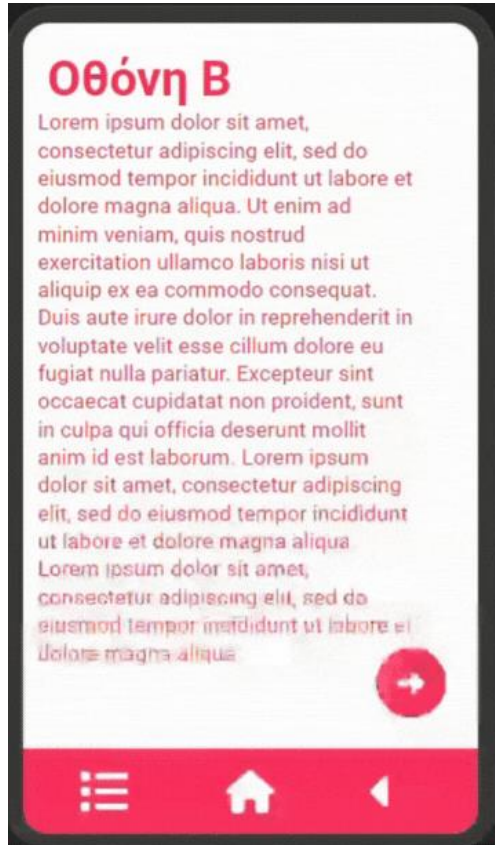 Οθόνη Β
Lorem ipsum dolor sit amet,
consectetur adipiscing elit, sed do
eiusmod tempor incididunt ut labore et
dolore magna aliqua. Ut enim ad
minim veniam, quis nostrud
exercitation ullamco laboris nisi ut
aliquip ex ea commodo consequat.
Duis aute irure dolor in reprehenderit in
voluptate velit esse cillum dolore eu
fugiat nulla pariatur. Excepteur sint
occaecat cupidatat non proident, sunt
in culpa qui officia deserunt mollit
anim id est laborum. Lorem ipsum
dolor sit amet, consectetur adipiscing
elit, sed do eiusmod tempor incididunt
ut labore et dolore magna aliqua
Lorem ipsum dolor sit amet,
consectetur adipiscing elit, sed do
eiusmod tempor incididunt ut labore et
dolore magna aliqua